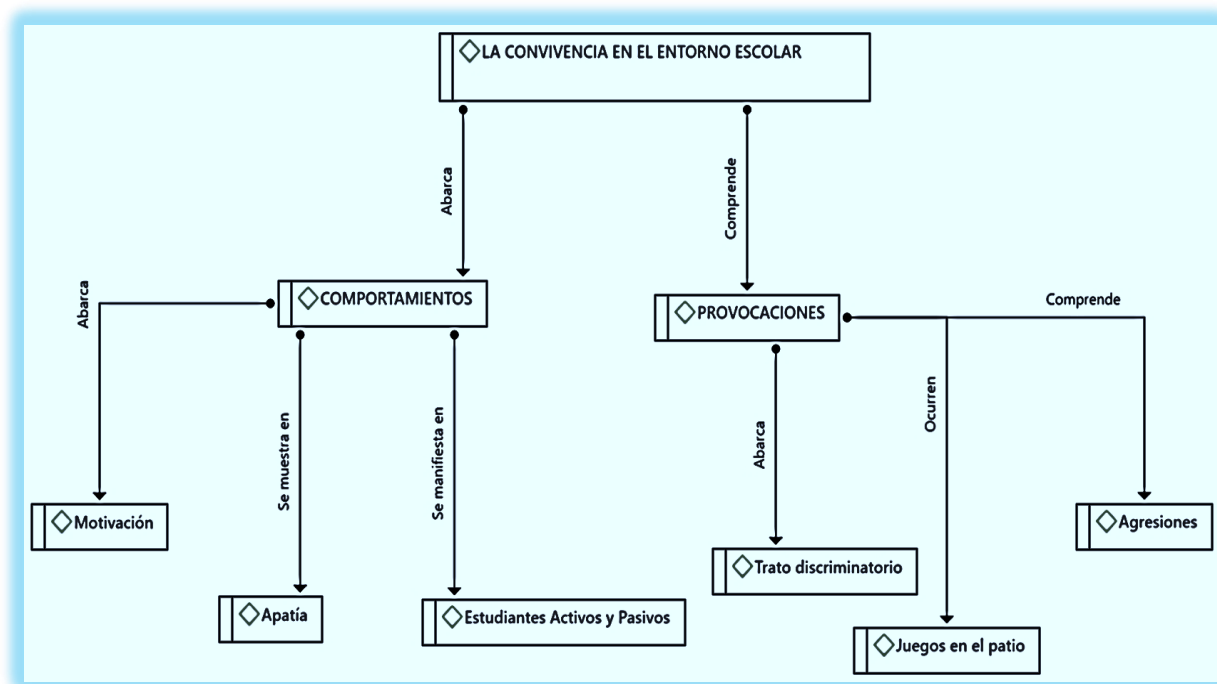 LA CONVIVENCIA EN EL ENTORNO ESCOLAR
Abarca
Comprende
COMPORTAMIENTOS
PROVOCACIONES
Abarca
Se muestra en
Se manifiesta en
Abarca
Ocurren
Comprende
Motivación
Apatía
Estudiantes Activos y Pasivos
Trato discriminatorio
Juegos en el patio
Agresiones